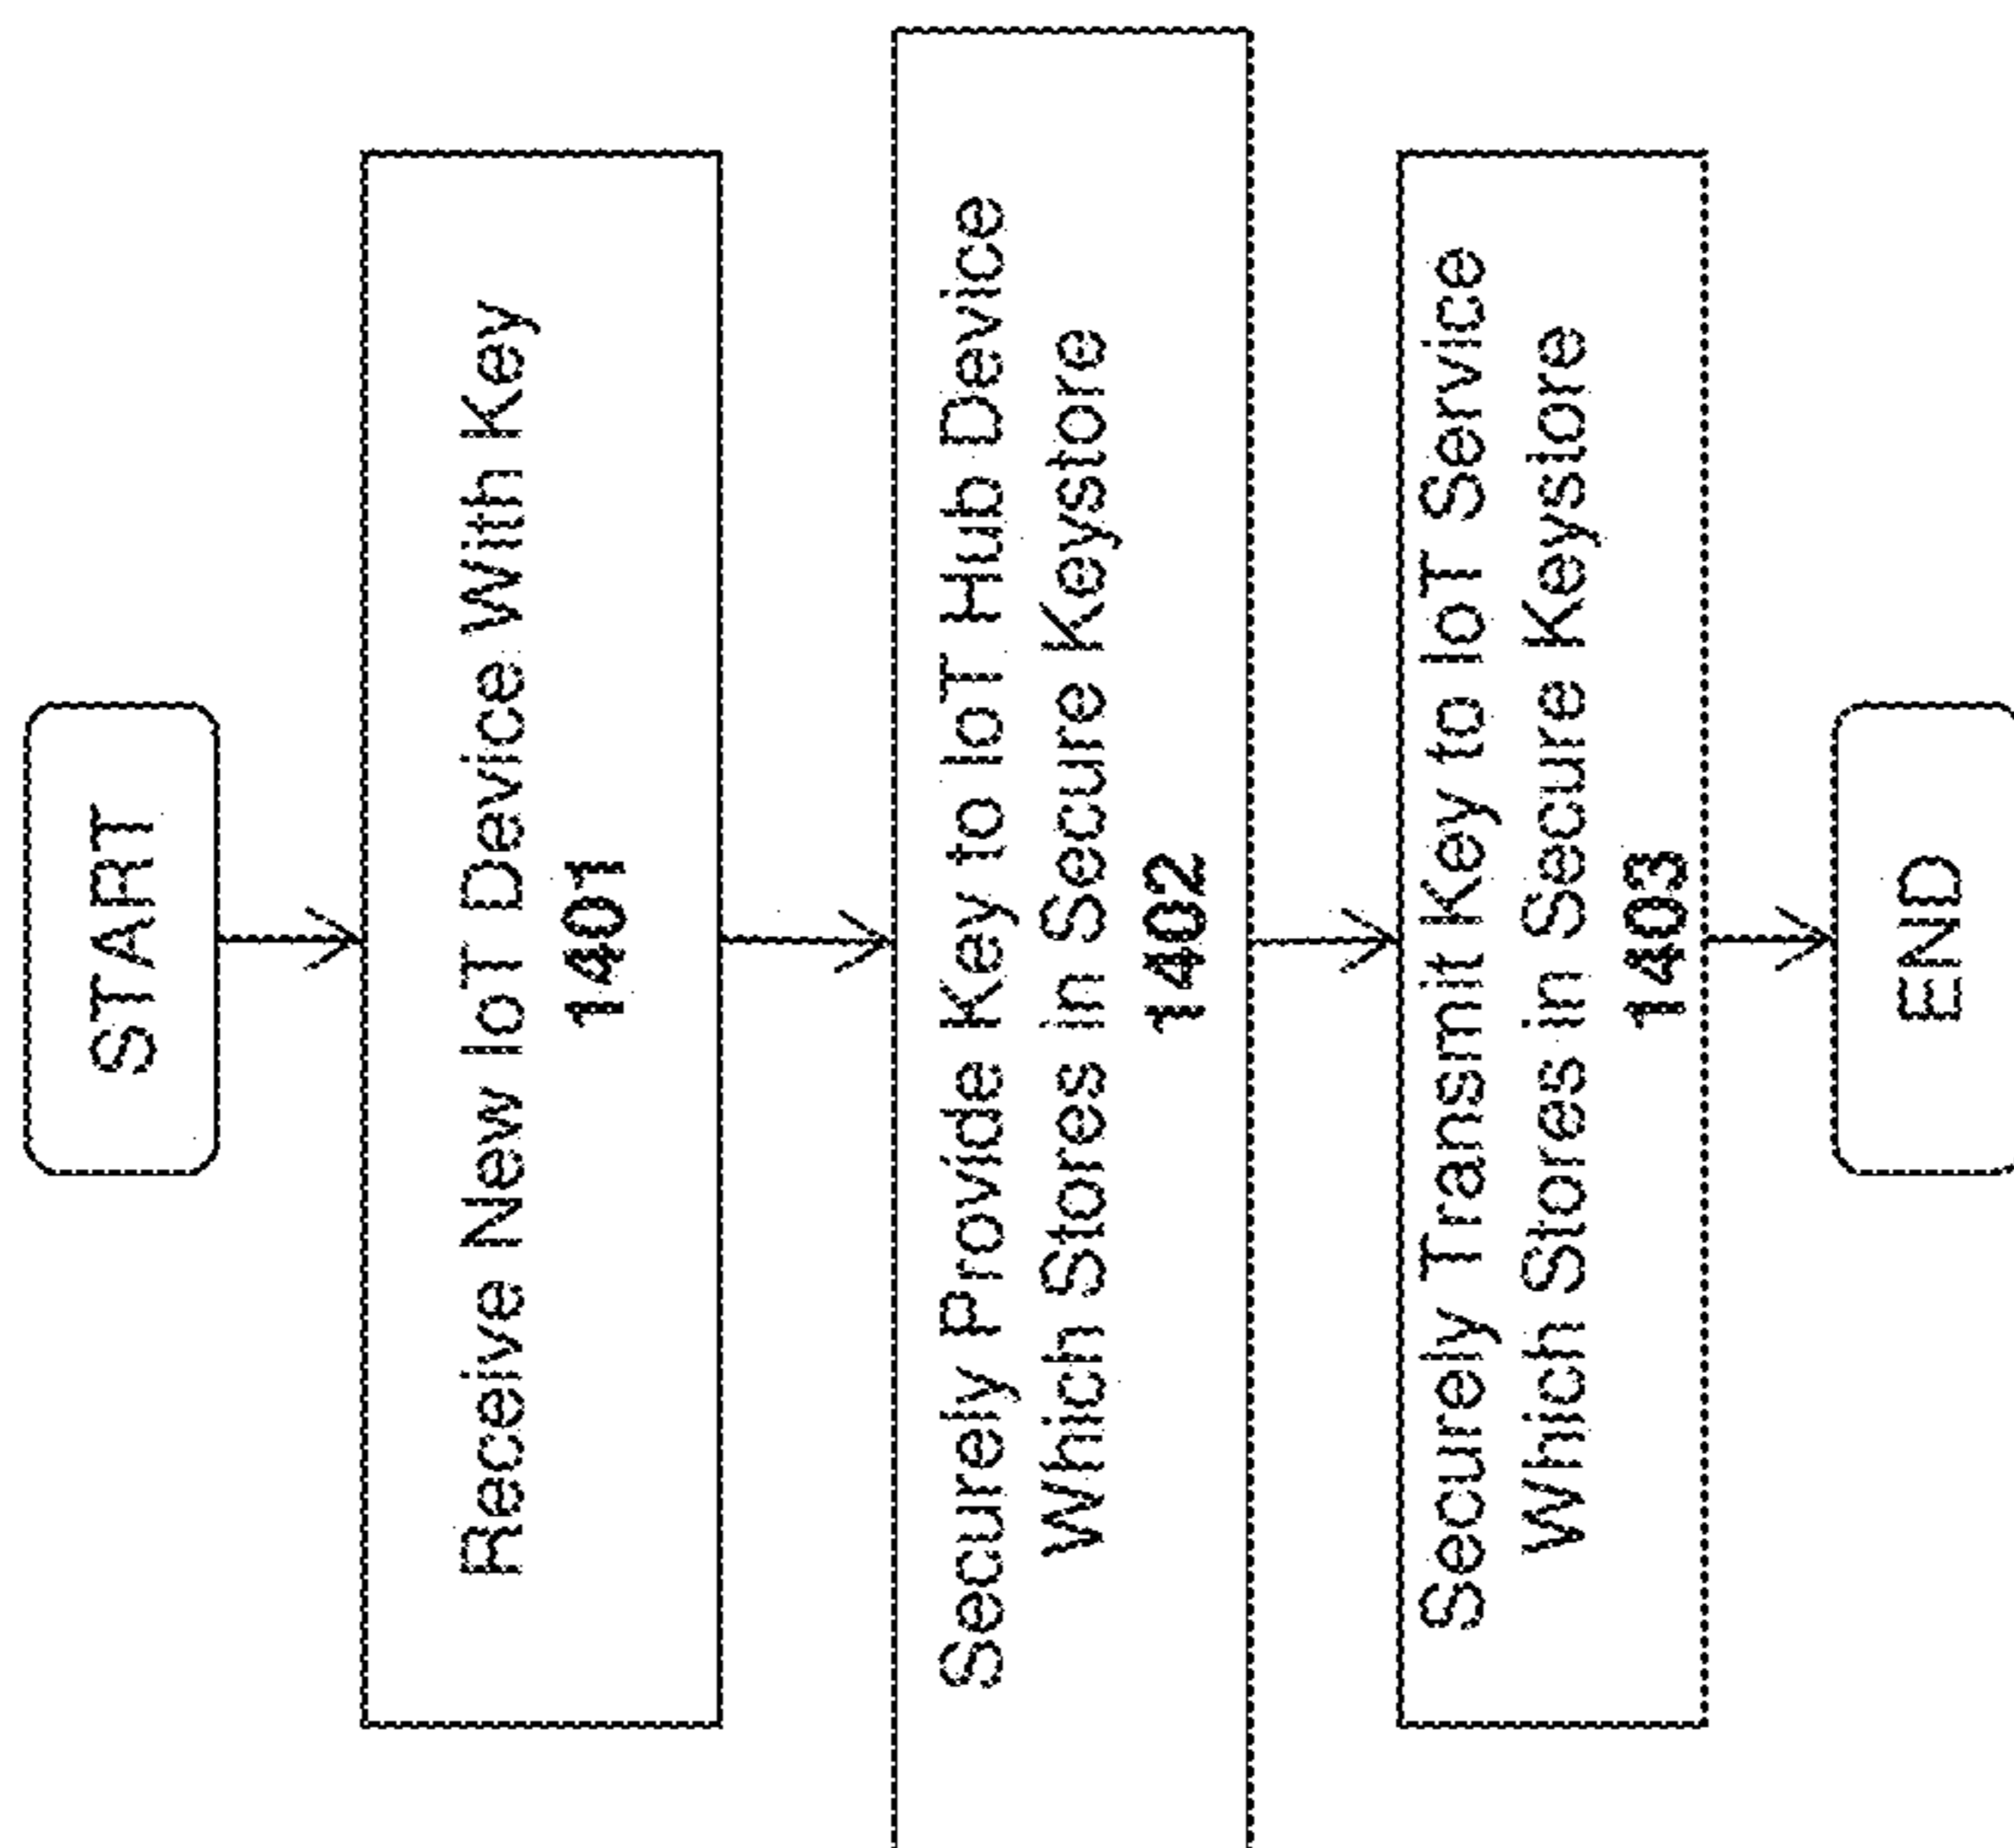 START
Receive New IoT Device With Key
1401
Securely Provide Key to IoT Hub Device
Which Stores in Secure Keystore
1402
Securely Transmit Key to IoT Service
Which Stores in Secure Keystore
1403
END